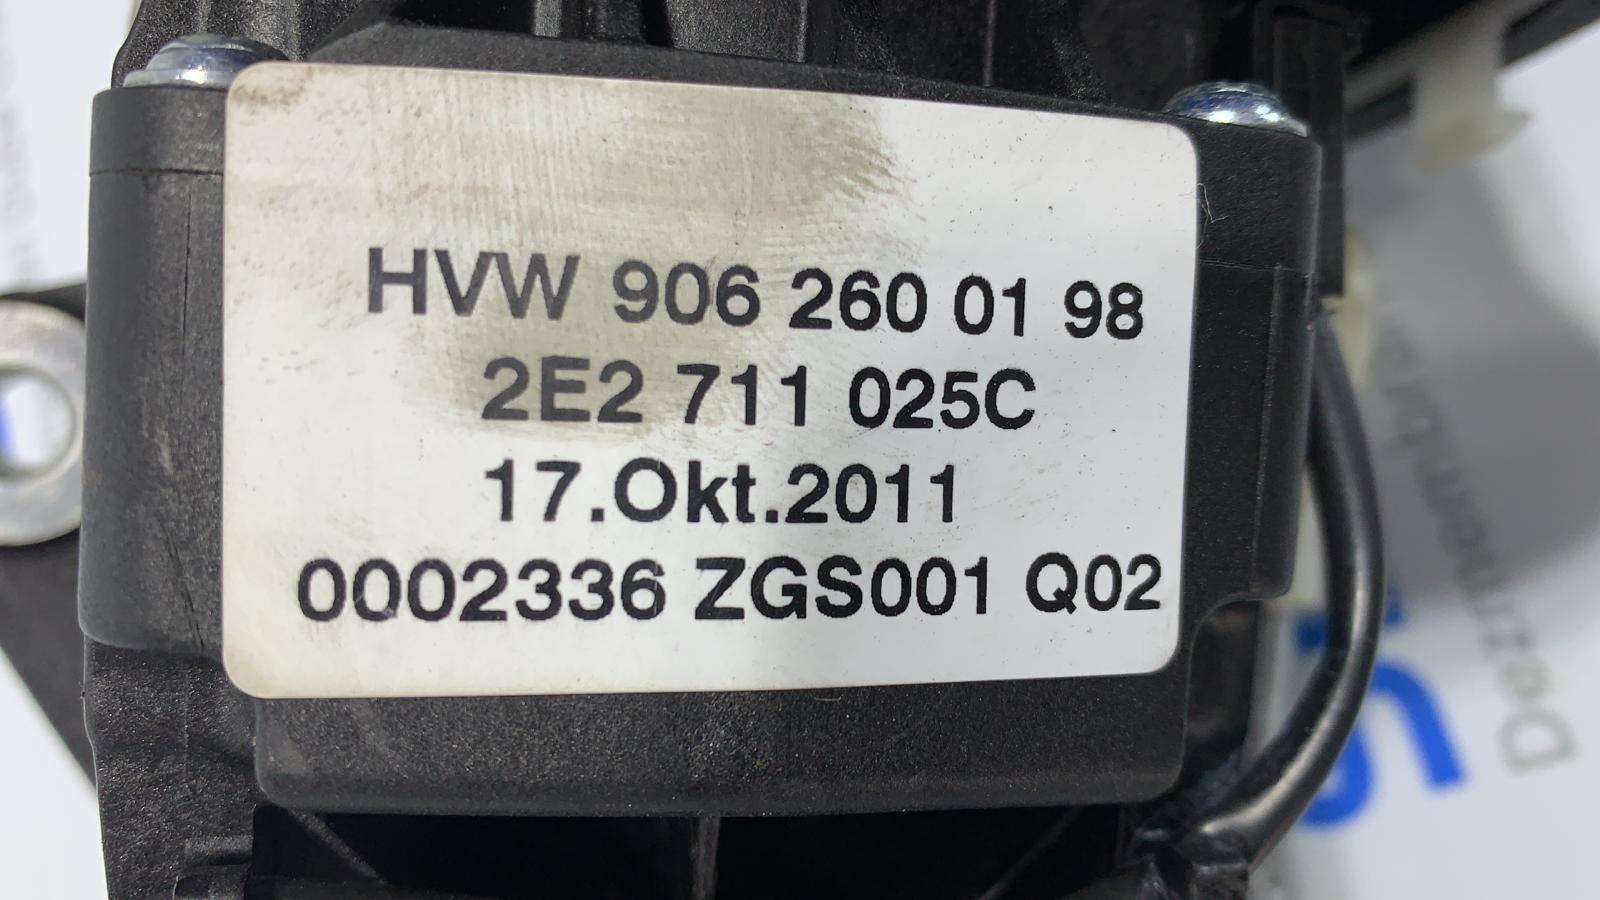 HVW 906 260 01 98
2E2 711 025C
17.Okt.2011
0002336 ZGS001 Q02